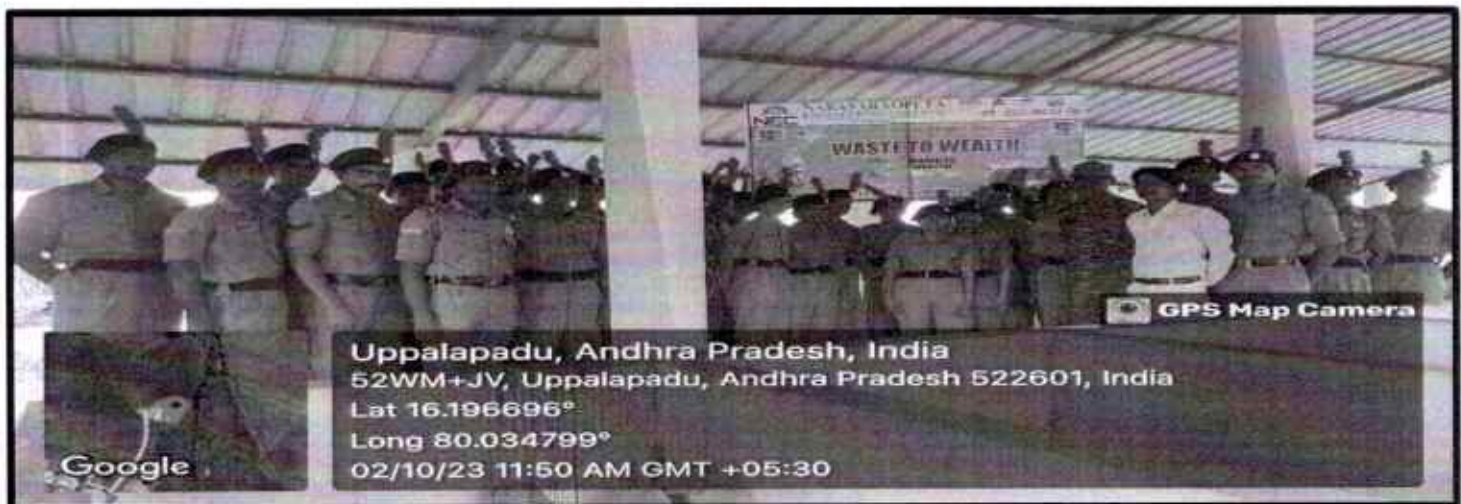 NEC
WASTE TO WEALTH
GPS Map Camera
Uppalapadu, Andhra Pradesh, India
52WM+JV, Uppalapadu, Andhra Pradesh 522601, India
Lat 16.196696°
Long 80.034799°
02/10/23 11:50 AM GMT +05:30
Google